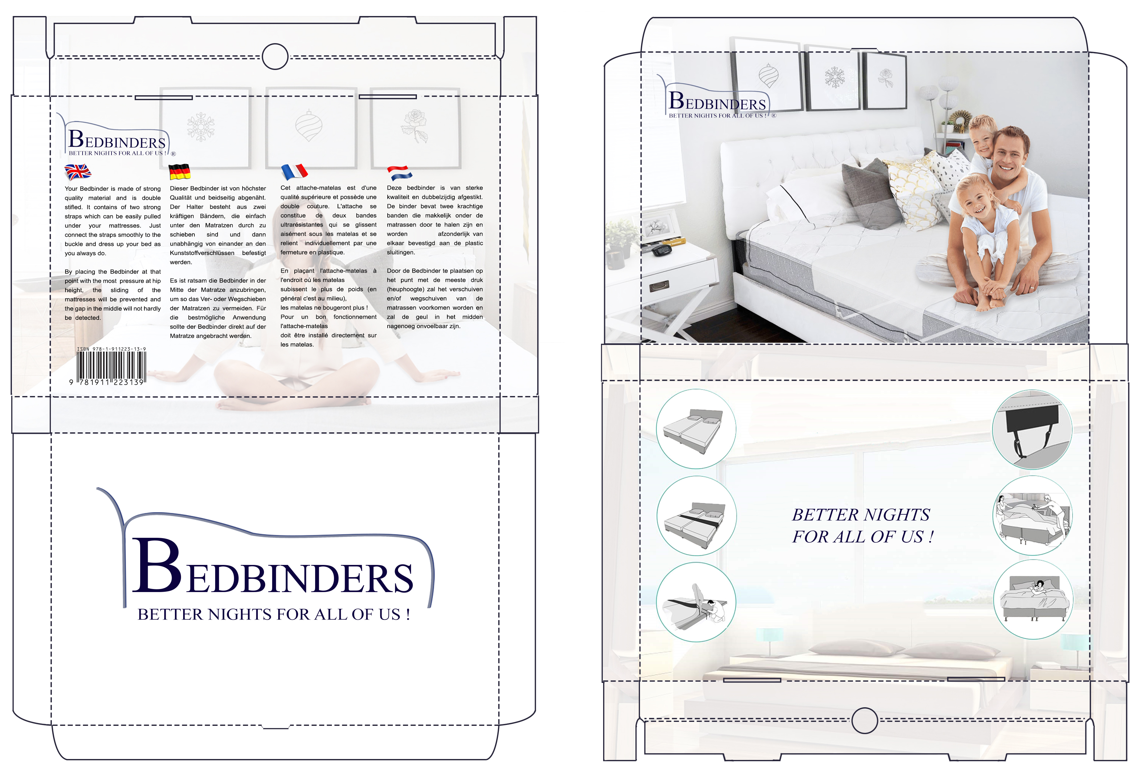 BEDBINDERS
BETTER NIGHTS FOR ALL OF US ! ®
Your Bedbinder is made of strong
quality material and is double
stified. It contains of two strong
straps which can be easily pulled
under your mattresses. Just
connect the straps smoothly to the
buckle and dress up your bed as
you always do.
By placing the Bedbinder at that
point with the most pressure at hip
height, the sliding of the
mattresses will be prevented and
the gap in the middle will not hardly
be detected.
ISBN 978-1-911223-13-9
9 781911 223139
Dieser Bedbinder ist von höchster
Qualität und beidseitig abgenäht.
Der Halter besteht aus zwei
kräftigen Bändern, die einfach
unter den Matratzen durch zu
schieben sind und dann
unabhängig von einander an den
Kunststoffverschlüssen befestigt
werden.
Es ist ratsam die Bedbinder in der
Mitte der Matratze anzubringen,
um so das Ver- oder Wegschieben
der Matratzen zu vermeiden. Für
die bestmögliche Anwendung
sollte der Bedbinder direkt auf der
Matratze angebracht werden.
Cet attache-matelas est d'une
qualité supérieure et possède une
double couture. L'attache se
constitue de deux bandes
ultrarésistantes qui se glissent
aisément sous les matelas et se
relient individuellement par une
fermeture en plastique.
En plaçant l'attache-matelas à
l'endroit où les matelas
subissent le plus de poids (en
général c'est au milieu),
les matelas ne bougeront plus !
Pour un bon fonctionnement
l'attache-matelas
doit être installé directement sur
les matelas.
Deze bedbinder is van sterke
kwaliteit en dubbelzijdig afgestikt.
De binder bevat twee krachtige
banden die makkelijk onder de
matrassen door te halen zijn en
worden afzonderlijk van
elkaar bevestigd aan de plastic
sluitingen.
Door de Bedbinder te plaatsen op
het punt met de meeste druk
(heuphoogte) zal het verschuiven
en/of wegschuiven van de
matrassen voorkomen worden en
zal de geul in het midden
nagenoeg onvoelbaar zijn.
BEDBINDERS
BETTER NIGHTS FOR ALL OF US !
BEDBINDERS
BETTER NIGHTS FOR ALL OF US ! ®
BETTER NIGHTS
FOR ALL OF US !